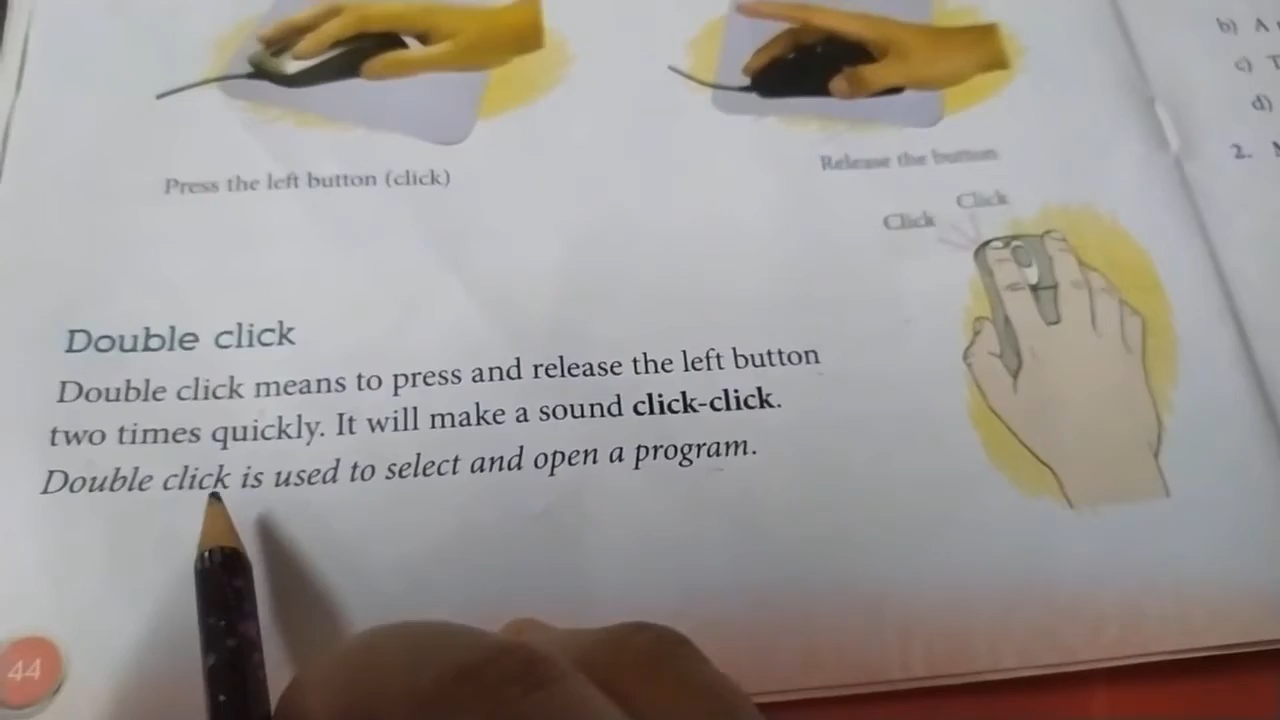 Press the left button (click)
Release the button
Click
Click
Double click
Double click means to press and release the left button
two times quickly. It will make a sound click-click.
Double click is used to select and open a program.
44
b) A
c) T
d)
2.